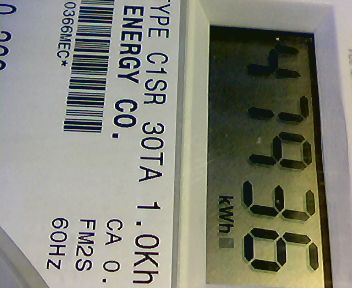 47936
kWh
TYPE C1SR 30TA 1.0Kh
ENERGY CO.
CA 0.
FM2S
60HZ
0366MEC*